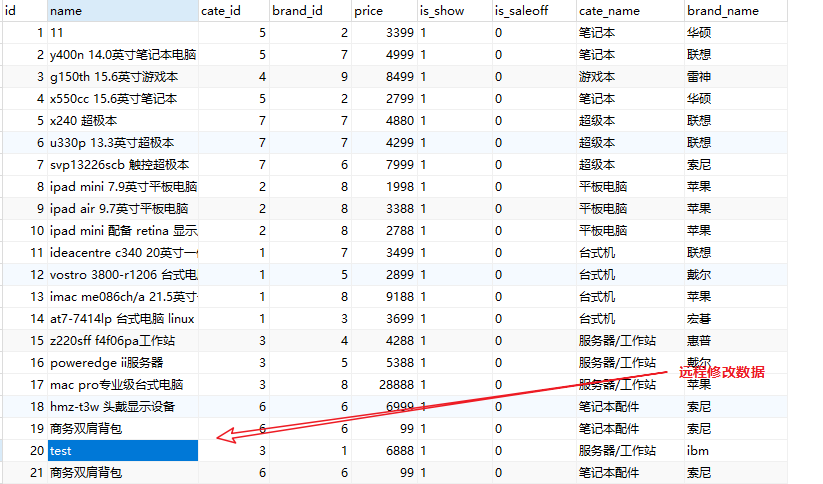 id name cate_id brand_id price is_show is_saleoff cate_name brand_name
1 11 5 2 3399 1 0 笔记本 华硕
2 y400n 14.0英寸笔记本电脑 5 7 4999 1 0 笔记本 联想
3 g150th 15.6英寸游戏本 4 9 8499 1 0 游戏本 雷神
4 x550cc 15.6英寸笔记本 5 2 2799 1 0 笔记本 华硕
5 x240 超极本 7 7 4880 1 0 超级本 联想
6 u330p 13.3英寸超极本 7 7 4299 1 0 超级本 联想
7 svp13226scb 触控超极本 7 6 7999 1 0 超级本 索尼
8 ipad mini 7.9英寸平板电脑 2 8 1998 1 0 平板电脑 苹果
9 ipad air 9.7英寸平板电脑 2 8 3388 1 0 平板电脑 苹果
10 ipad mini 配备 retina 显示 2 8 2788 1 0 平板电脑 苹果
11 ideacentre c340 20英寸一 1 7 3499 1 0 台式机 联想
12 vostro 3800-r1206 台式电 1 5 2899 1 0 台式机 戴尔
13 imac me086ch/a 21.5英寸 1 8 9188 1 0 台式机 苹果
14 at7-7414lp 台式电脑 linux 1 3 3699 1 0 台式机 宏碁
15 z220sff f4f06pa工作站 3 4 4288 1 0 服务器/工作站 惠普
16 poweredge ii服务器 3 5 5388 1 0 服务器/工作站 戴尔
远程修改数据
17 mac pro专业级台式电脑 3 8 28888 1 0 服务器/工作站 苹果
18 hmz-t3w 头戴显示设备 6 6 6999 1 0 笔记本配件 索尼
19 商务双肩背包 6 6 99 1 0 笔记本配件 索尼
20 test 3 1 6888 1 0 服务器/工作站 ibm
21 商务双肩背包 6 6 99 1 0 笔记本配件 索尼